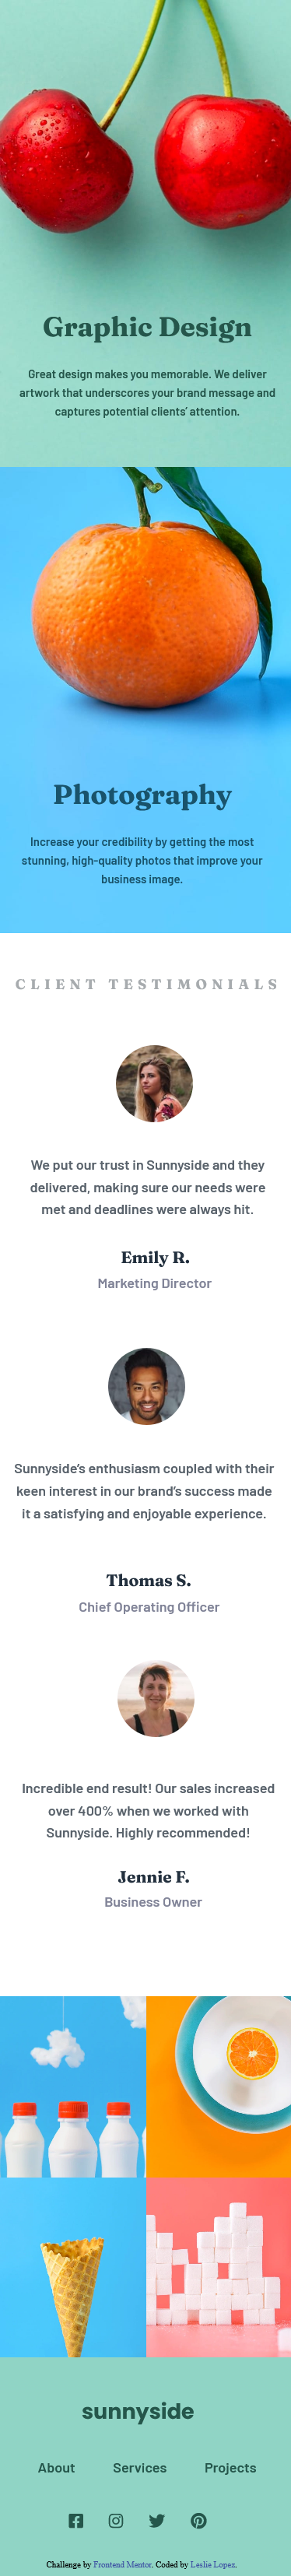 Graphic Design
Great design makes you memorable. We deliver
artwork that underscores your brand message and
captures potential clients’ attention.
Photography
Increase your credibility by getting the most
stunning, high-quality photos that improve your
business image.
CLIENT TESTIMONIALS
We put our trust in Sunnyside and they
delivered, making sure our needs were
met and deadlines were always hit.
Emily R.
Marketing Director
Sunnyside’s enthusiasm coupled with their
keen interest in our brand’s success made
it a satisfying and enjoyable experience.
Thomas S.
Chief Operating Officer
Incredible end result! Our sales increased
over 400% when we worked with
Sunnyside. Highly recommended!
Jennie F.
Business Owner
sunnyside
About Services Projects
Challenge by Frontend Mentor. Coded by Leslie Lopez.